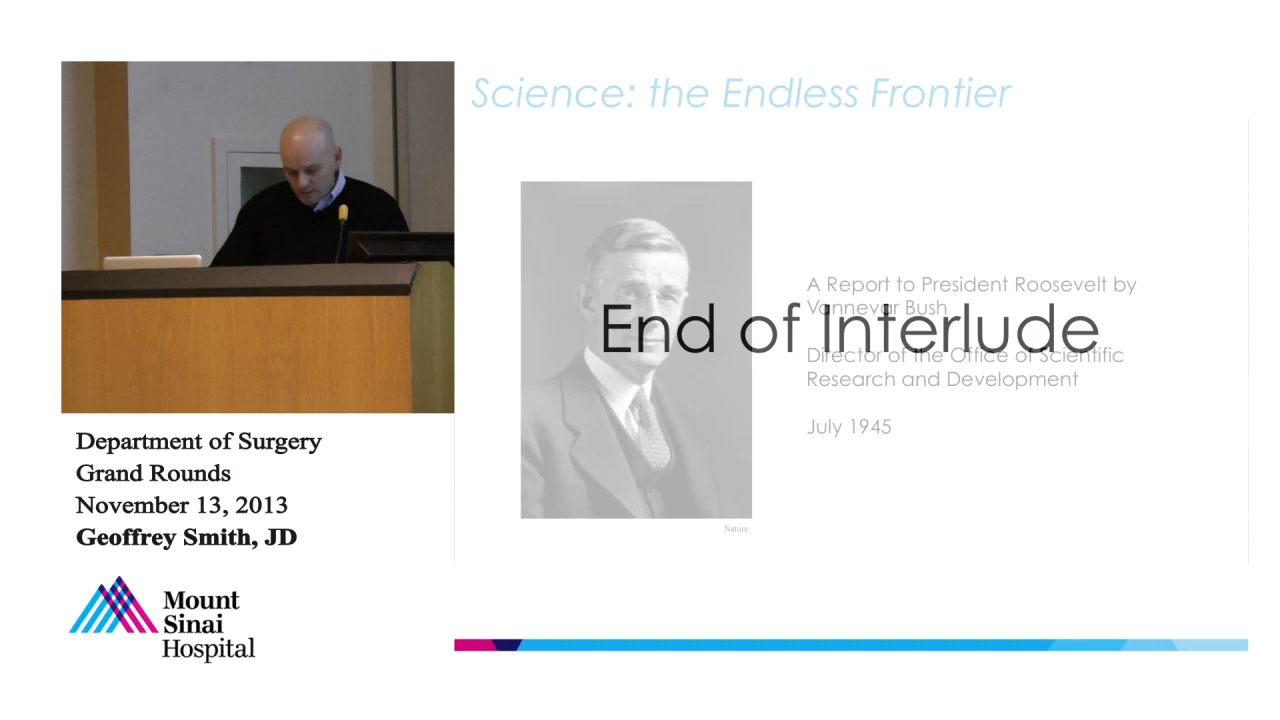 Science: the Endless Frontier
A Report to President Roosevelt by
Vannevar Bush
End of Interlude
Director of the Office of Scientific
Research and Development
July 1945
Nature
Department of Surgery
Grand Rounds
November 13, 2013
Geoffrey Smith, JD
Mount
Sinai
Hospital